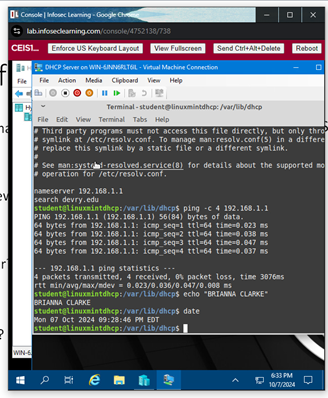 Console | Infosec Learning - Google Chrome
lab.infoseclearning.com/console/4752138/738
CEIS1...
Enforce US Keyboard Layout
View Fullscreen
Send Ctrl+Alt+Delete
Reboot
DHCP Server on WIN-6JNN6RLT6IL - Virtual Machine Connection
File Action Media Clipboard View Help
Terminal - student@linuxmintdhcp: /var/lib/dhcp
File Edit View Terminal Tabs Help
# Third party programs must not access this file directly, but only thro
# symlink at /etc/resolv.conf. To manage man:resolv.conf(5) in a differe
# replace this symlink by a static file or a different symlink.
#
# See man:systemd-resolved.service(8) for details about the supported mo
# operation for /etc/resolv.conf.
nameserver 192.168.1.1
search devry.edu
student@linuxmintdhcp:/var/lib/dhcp$ ping -c 4 192.168.1.1
PING 192.168.1.1 (192.168.1.1) 56(84) bytes of data.
64 bytes from 192.168.1.1: icmp_seq=1 ttl=64 time=0.023 ms
64 bytes from 192.168.1.1: icmp_seq=2 ttl=64 time=0.038 ms
64 bytes from 192.168.1.1: icmp_seq=3 ttl=64 time=0.047 ms
64 bytes from 192.168.1.1: icmp_seq=4 ttl=64 time=0.037 ms
--- 192.168.1.1 ping statistics ---
4 packets transmitted, 4 received, 0% packet loss, time 3076ms
rtt min/avg/max/mdev = 0.023/0.036/0.047/0.008 ms
student@linuxmintdhcp:/var/lib/dhcp$ echo "BRIANNA CLARKE"
BRIANNA CLARKE
student@linuxmintdhcp:/var/lib/dhcp$ date
Mon 07 Oct 2024 09:28:46 PM EDT
student@linuxmintdhcp:/var/lib/dhcp$
WIN-6.
6:33 PM
10/7/2024